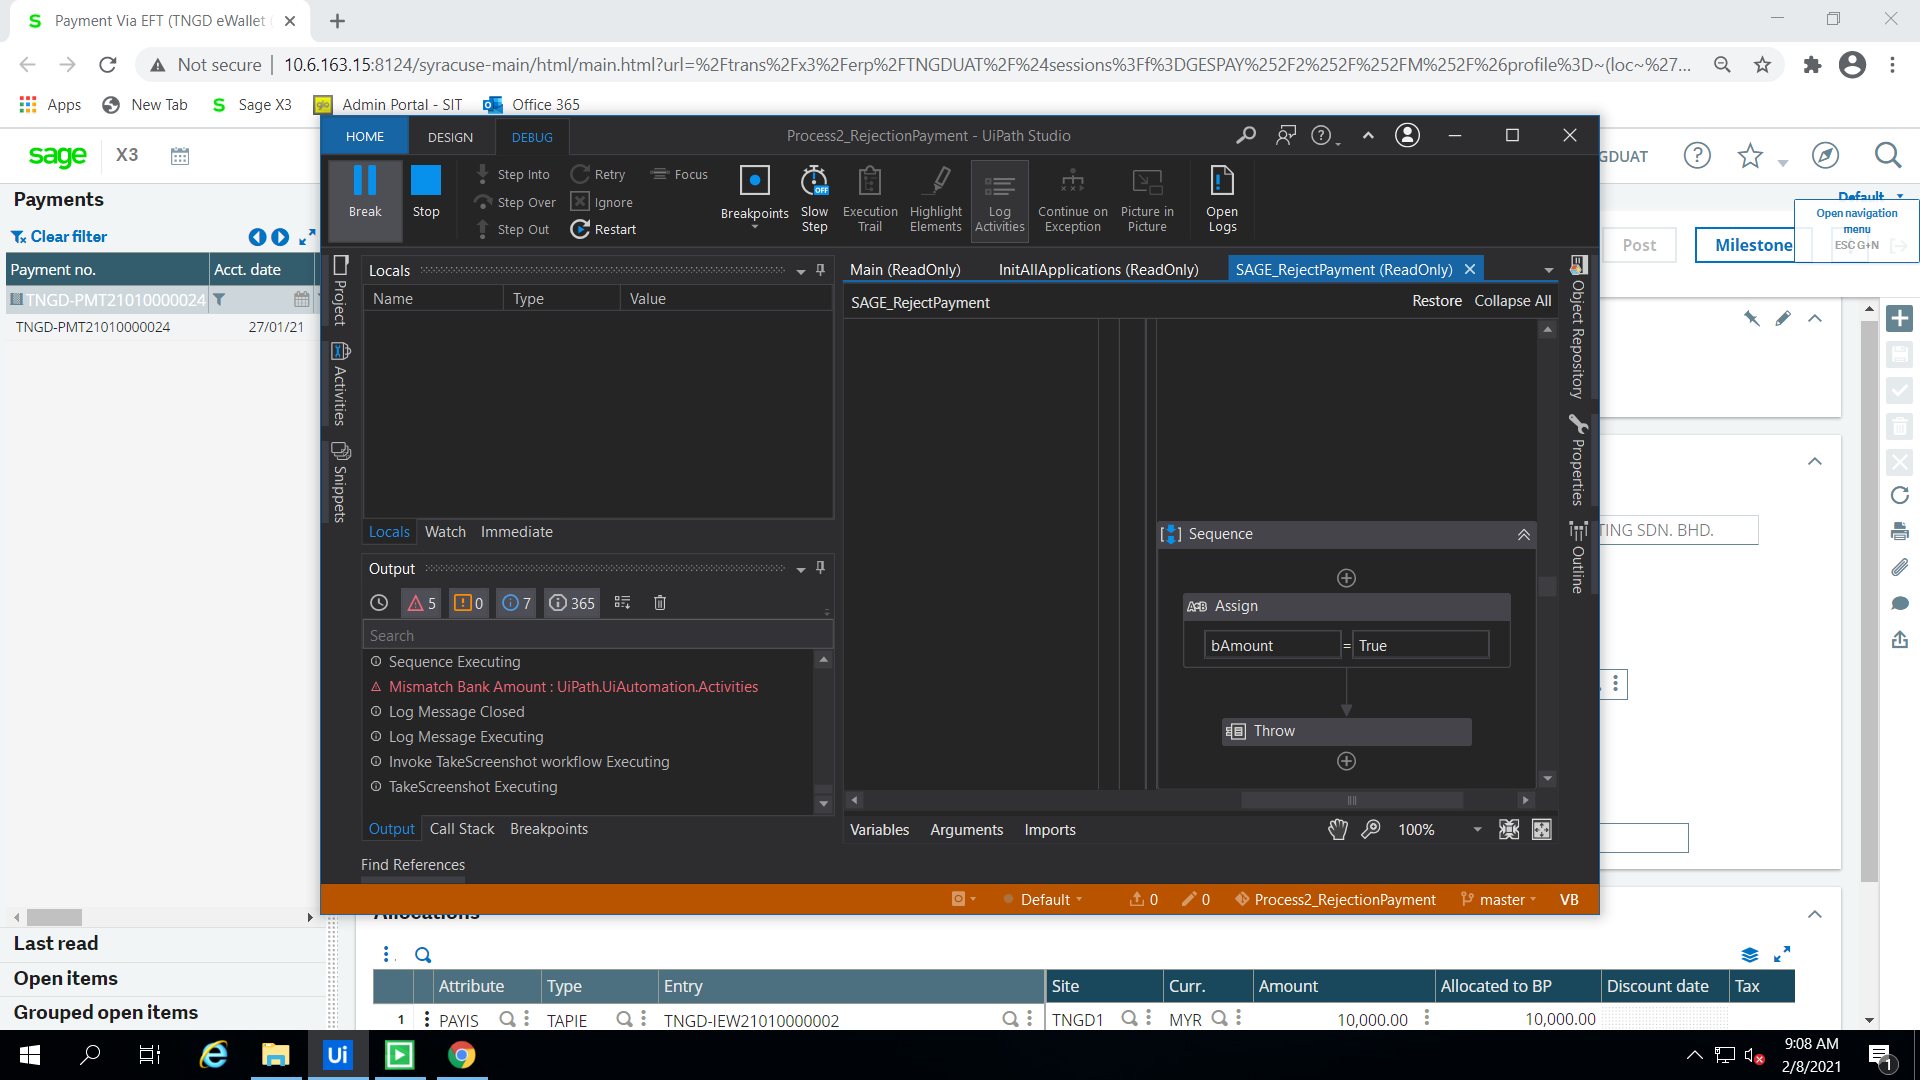 Payment Via EFT (TNGD eWallet (
Not secure
10.6.163.15:8124/syracuse-main/html/main.html?url=%2Ftrans%2Fx3%2Ferp%2FTNGDUAT%2F%24sessions%3Ff%3DGESPAY%252F2%252F%252FM%252F%26profile%3D~(loc~%27...
Apps
New Tab
Sage X3
Admin Portal - SIT
Office 365
sage
X3
GDUAT
Default
Open navigation
menu
ESC G+N
Post
Milestone
Payments
Clear filter
Payment no.
Acct. date
TNGD-PMT21010000024
TNGD-PMT21010000024
27/01/21
HOME
DESIGN
DEBUG
Process2_RejectionPayment - UiPath Studio
Break
Stop
Step Into
Step Over
Step Out
Retry
Ignore
Restart
Focus
Breakpoints
OFF
Slow
Step
Execution
Trail
Highlight
Elements
Log
Activities
Continue on
Exception
Picture in
Picture
Open
Logs
Project
Activities
Snippets
Locals
Name
Type
Value
Locals
Watch
Immediate
Output
5
0
7
365
Search
Sequence Executing
Mismatch Bank Amount : UiPath.UiAutomation.Activities
Log Message Closed
Log Message Executing
Invoke TakeScreenshot workflow Executing
TakeScreenshot Executing
Output
Call Stack
Breakpoints
Find References
Main (ReadOnly)
InitAllApplications (ReadOnly)
SAGE_RejectPayment (ReadOnly)
SAGE_RejectPayment
Restore
Collapse All
Sequence
A+B Assign
bAmount
=
True
Throw
Variables
Arguments
Imports
100%
Object Repository
Properties
Outline
Default
0
0
Process2_RejectionPayment
master
VB
TING SDN. BHD.
Last read
Open items
Grouped open items
Allocations
Attribute
Type
Entry
Site
Curr.
Amount
Allocated to BP
Discount date
Tax
1
PAYIS
TAPIE
TNGD-IEW21010000002
TNGD1
MYR
10,000.00
10,000.00
Ui
9:08 AM
2/8/2021
1